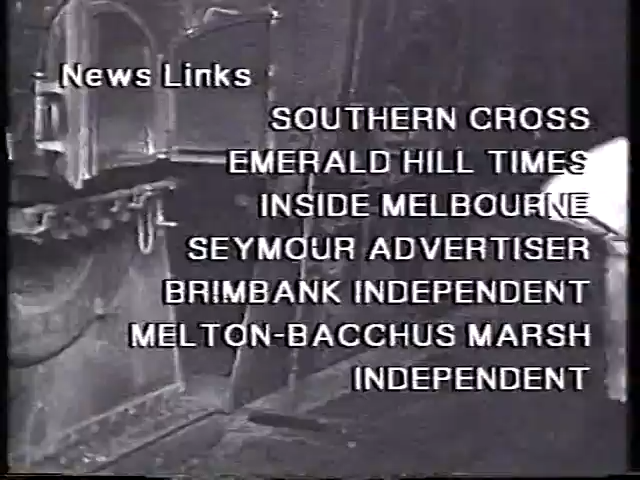 News Links
SOUTHERN CROSS
EMERALD HILL TIMES
INSIDE MELBOURNE
SEYMOUR ADVERTISER
BRIMBANK INDEPENDENT
MELTON-BACCHUS MARSH
INDEPENDENT